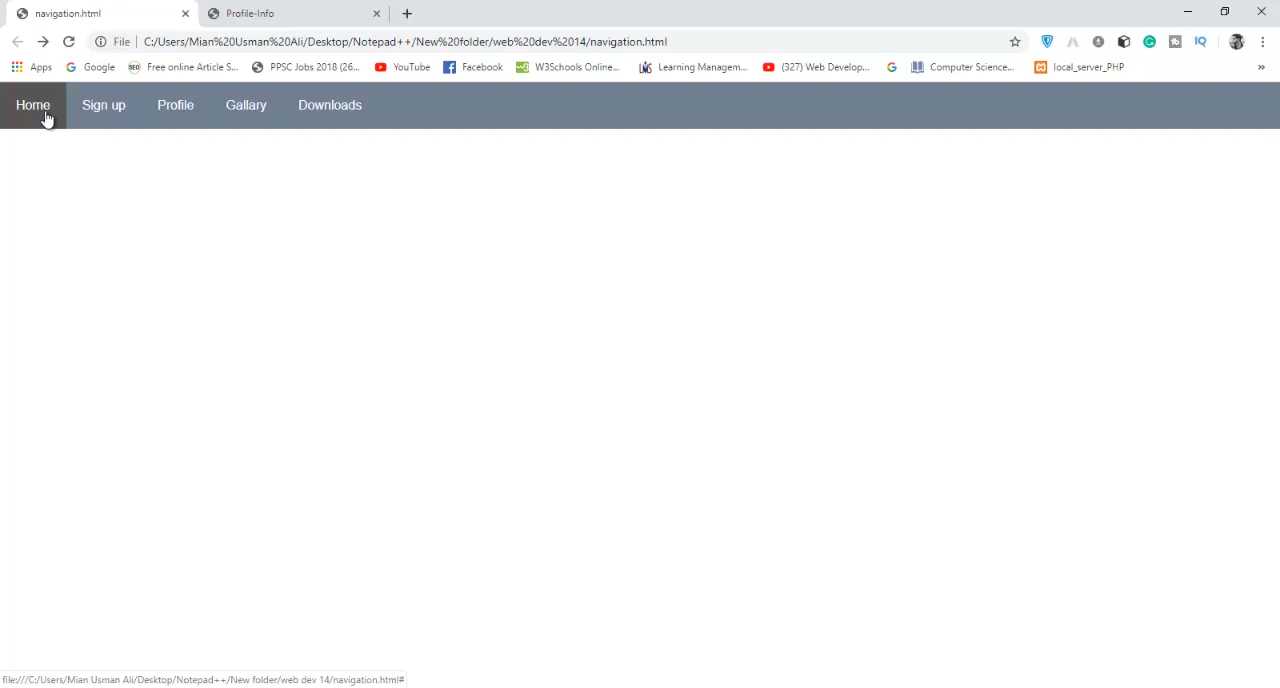 navigation.html
Profile-Info
File
C:/Users/Mian%20Usman%20Ali/Desktop/Notepad++/New%20folder/web%20dev%2014/navigation.html
Apps Google Free online Article S... PPSC Jobs 2018 (26... YouTube Facebook W3Schools Online... Learning Managem... (327) Web Develop... Computer Science... local_server_PHP »
Home Sign up Profile Gallary Downloads
file:///C:/Users/Mian Usman Ali/Desktop/Notepad++/New folder/web dev 14/navigation.html#